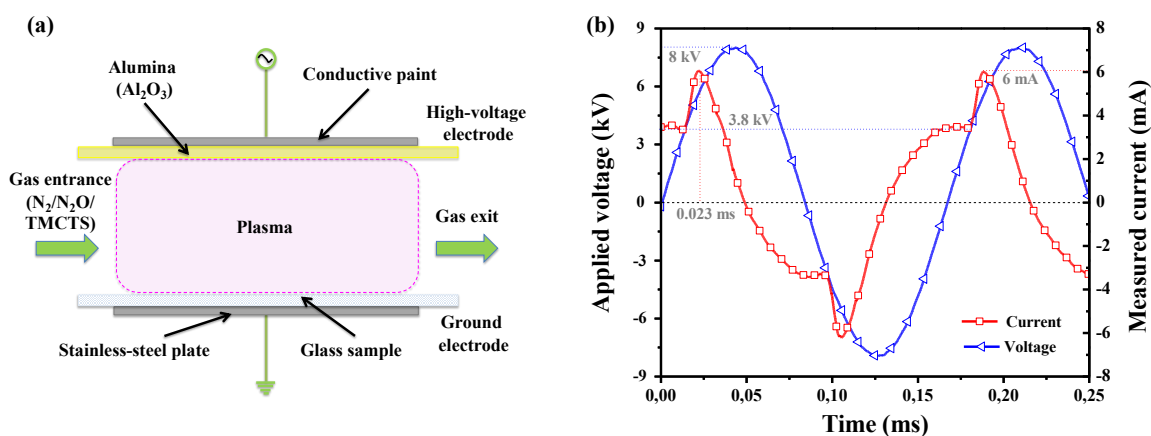 (a)
Alumina
(Al₂O₃)
Conductive paint
High-voltage
electrode
Gas entrance
(N₂/N₂O/
TMCTS)
Plasma
Gas exit
Stainless-steel plate
Glass sample
Ground
electrode
(b)
Applied voltage (kV)
9
6
3
0
-3
-6
-9
8 kV
3.8 kV
0.023 ms
6 mA
Current
Voltage
8
6
4
2
0
-2
-4
-6
-8
Measured current (mA)
0,00 0,05 0,10 0,15 0,20 0,25
Time (ms)